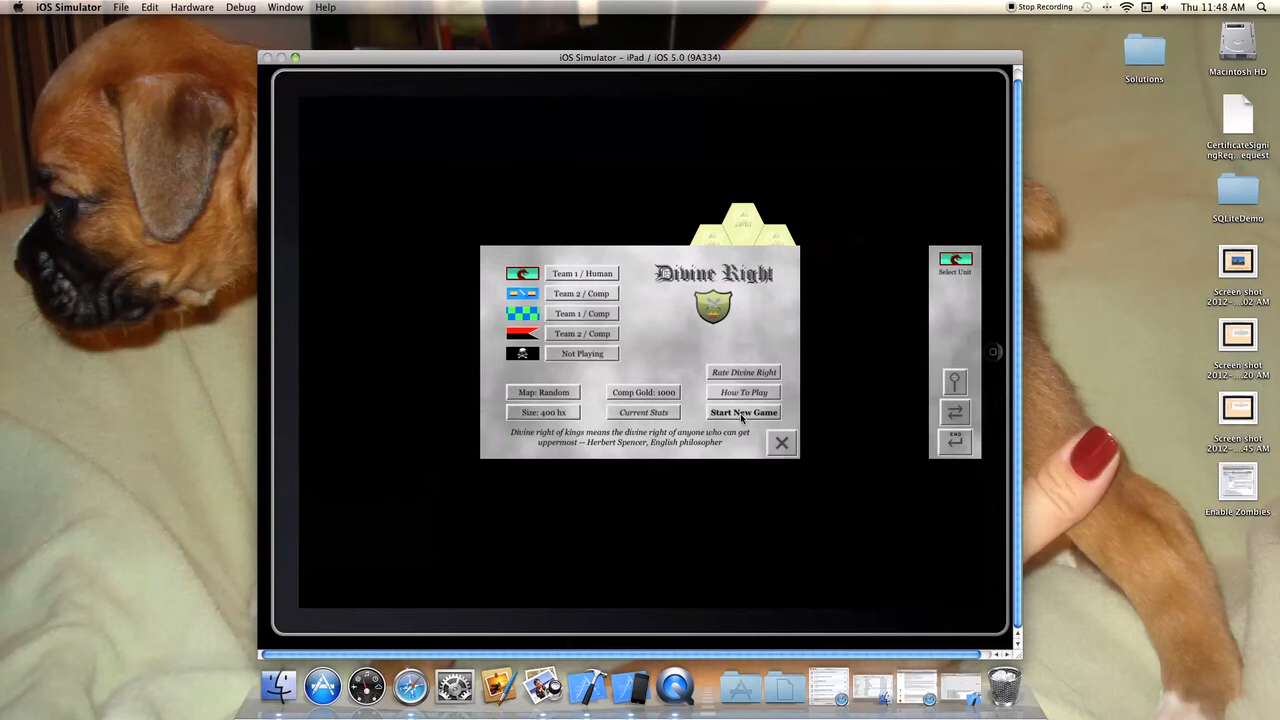 iOS Simulator File Edit Hardware Debug Window Help
Stop Recording Thu 11:48 AM
iOS Simulator - iPad / iOS 5.0 (9A334)
Solutions
Macintosh HD
CertificateSigni
ngReq...equest
SQLiteDemo
Screen shot
2012-....02 AM
Screen shot
2012-....20 AM
Screen shot
2012-....45 AM
Enable Zombies
Divine Right
Team 1 / Human
Team 2 / Comp
Team 1 / Comp
Team 2 / Comp
Not Playing
Rate Divine Right
Map: Random
Comp Gold: 1000
How To Play
Size: 400 hx
Current Stats
Start New Game
Divine right of kings means the divine right of anyone who can get
uppermost -- Herbert Spencer, English philosopher
Select Unit
END